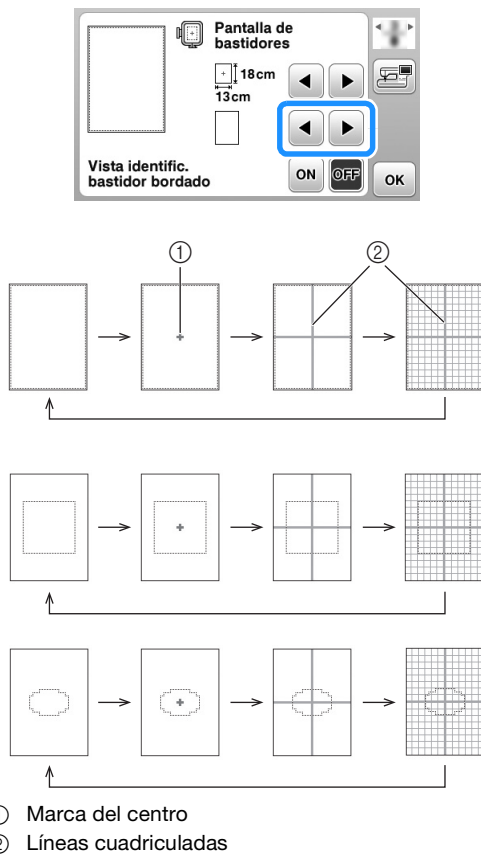 Pantalla de
bastidores
18cm
13cm
Vista identific.
bastidor bordado
ON OFF OK
① ②
① Marca del centro
② Líneas cuadriculadas